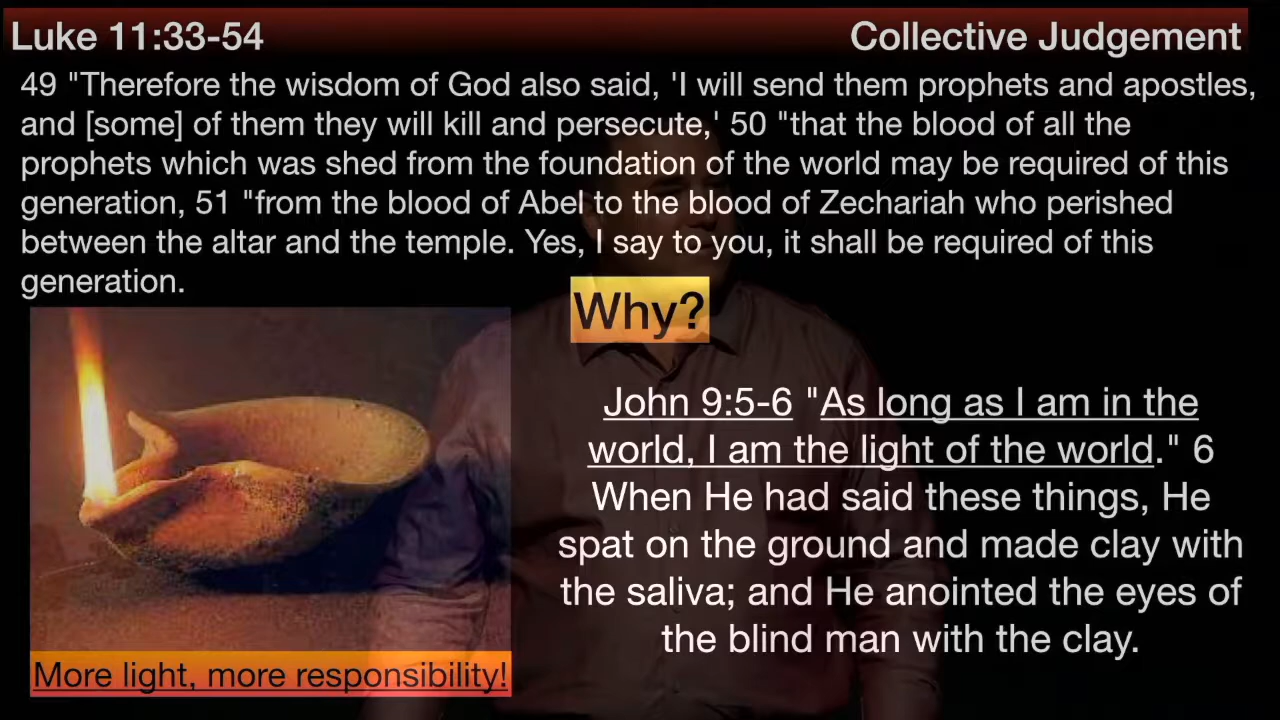 Luke 11:33-54
Collective Judgement
49 "Therefore the wisdom of God also said, 'I will send them prophets and apostles,
and [some] of them they will kill and persecute,' 50 "that the blood of all the
prophets which was shed from the foundation of the world may be required of this
generation, 51 "from the blood of Abel to the blood of Zechariah who perished
between the altar and the temple. Yes, I say to you, it shall be required of this
generation.
Why?
John 9:5-6 "As long as I am in the
world, I am the light of the world." 6
When He had said these things, He
spat on the ground and made clay with
the saliva; and He anointed the eyes of
the blind man with the clay.
More light, more responsibility!